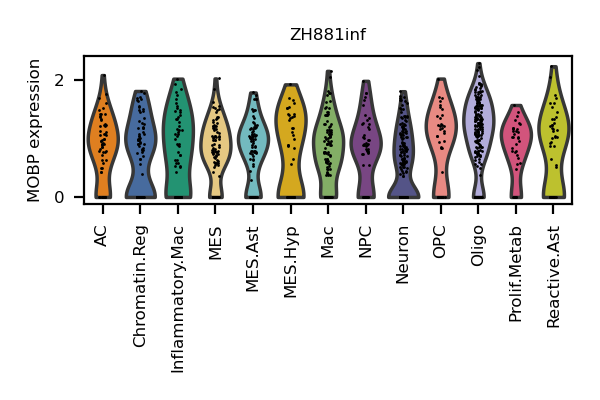 ZH881inf
MOBP expression
2
0
AC
Chromatin.Reg
Inflammatory.Mac
MES
MES.Ast
MES.Hyp
Mac
NPC
Neuron
OPC
Oligo
Prolif.Metab
Reactive.Ast